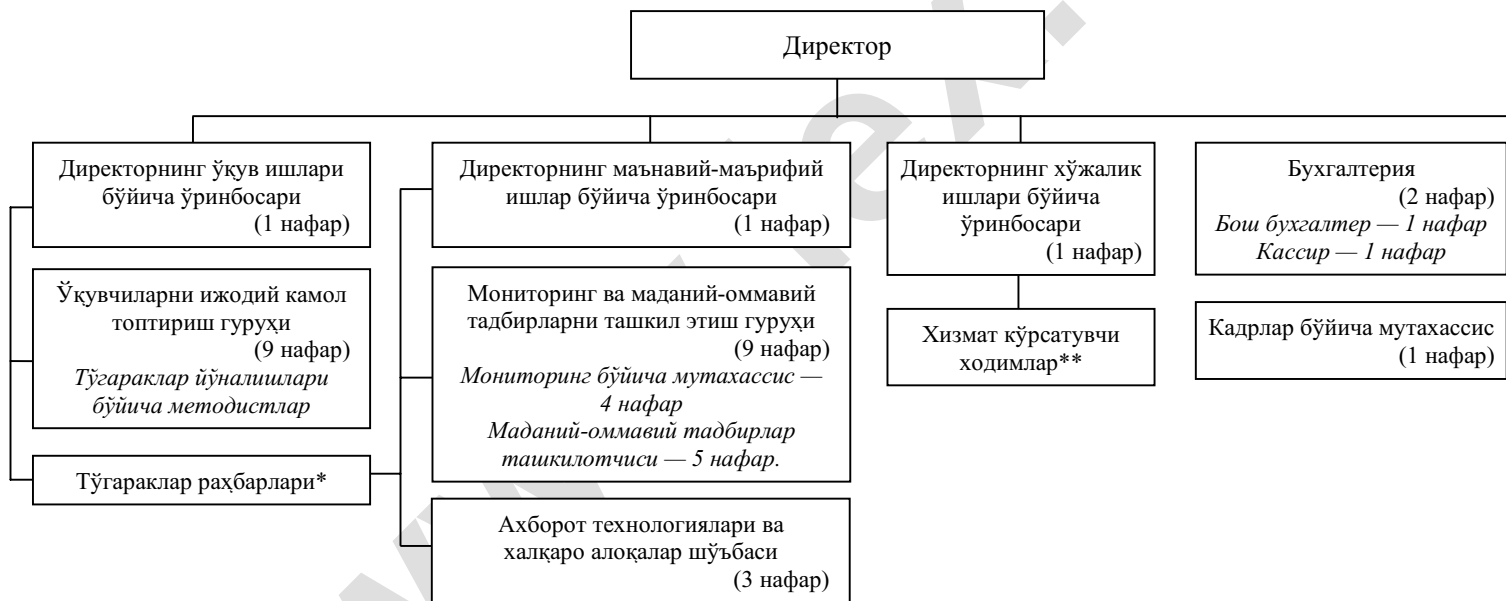 Директор
Директорнинг ўқув ишлари
бўйича ўринбосари
(1 нафар)
Директорнинг маънавий-маърифий
ишлар бўйича ўринбосари
(1 нафар)
Директорнинг хўжалик
ишлари бўйича
ўринбосари
(1 нафар)
Бухгалтерия
(2 нафар)
Бош бухгалтер — 1 нафар
Кассир — 1 нафар
Ўқувчиларни ижодий камол
топтириш гуруҳи
(9 нафар)
Тўгараклар йўналишлари
бўйича методистлар
Мониторинг ва маданий-оммавий
тадбирларни ташкил этиш гуруҳи
(9 нафар)
Мониторинг бўйича мутахассис —
4 нафар
Маданий-оммавий тадбирлар
ташкилотчиси — 5 нафар.
Хизмат кўрсатувчи
ходимлар**
Кадрлар бўйича мутахассис
(1 нафар)
Тўгараклар раҳбарлари*
Ахборот технологиялари ва
халқаро алоқалар шўъбаси
(3 нафар)